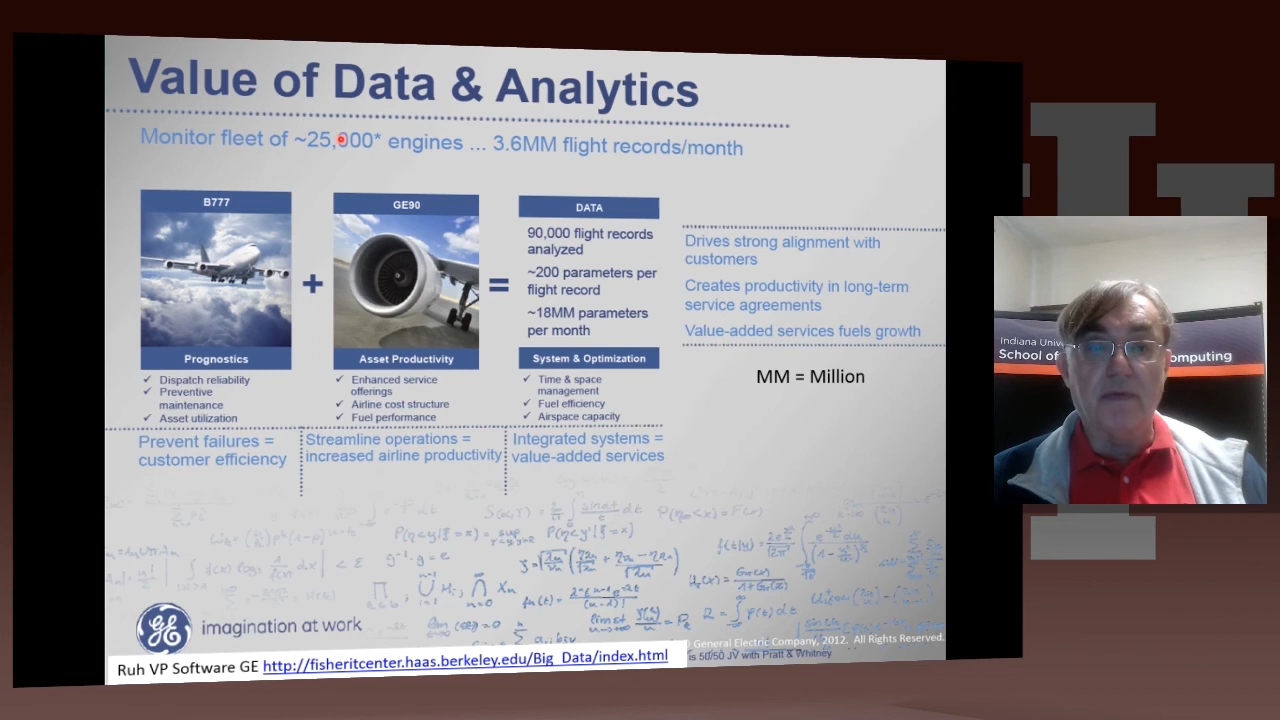 Value of Data & Analytics
Monitor fleet of ~25,000* engines ... 3.6MM flight records/month
B777
GE90
DATA
90,000 flight records
analyzed
~200 parameters per
flight record
~18MM parameters
per month
Drives strong alignment with
customers
Creates productivity in long-term
service agreements
Value-added services fuels growth
MM = Million
Prognostics
Asset Productivity
System & Optimization
✓ Dispatch reliability
✓ Preventive
maintenance
✓ Asset utilization
✓ Enhanced service
offerings
✓ Airline cost structure
✓ Fuel performance
✓ Time & space
management
✓ Fuel efficiency
✓ Airspace capacity
Prevent failures =
customer efficiency
Streamline operations =
increased airline productivity
Integrated systems =
value-added services
GE
imagination at work
General Electric Company, 2012. All Rights Reserved.
is 50/50 JV with Pratt & Whitney
Ruh VP Software GE http://fisheritcenter.haas.berkeley.edu/Big_Data/index.html
Indiana
School of
omputing